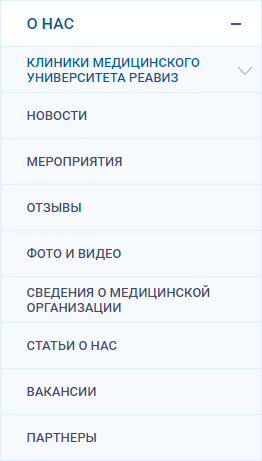 О НАС
КЛИНИКИ МЕДИЦИНСКОГО
УНИВЕРСИТЕТА РЕАВИЗ
НОВОСТИ
МЕРОПРИЯТИЯ
ОТЗЫВЫ
ФОТО И ВИДЕО
СВЕДЕНИЯ О МЕДИЦИНСКОЙ
ОРГАНИЗАЦИИ
СТАТЬИ О НАС
ВАКАНСИИ
ПАРТНЕРЫ